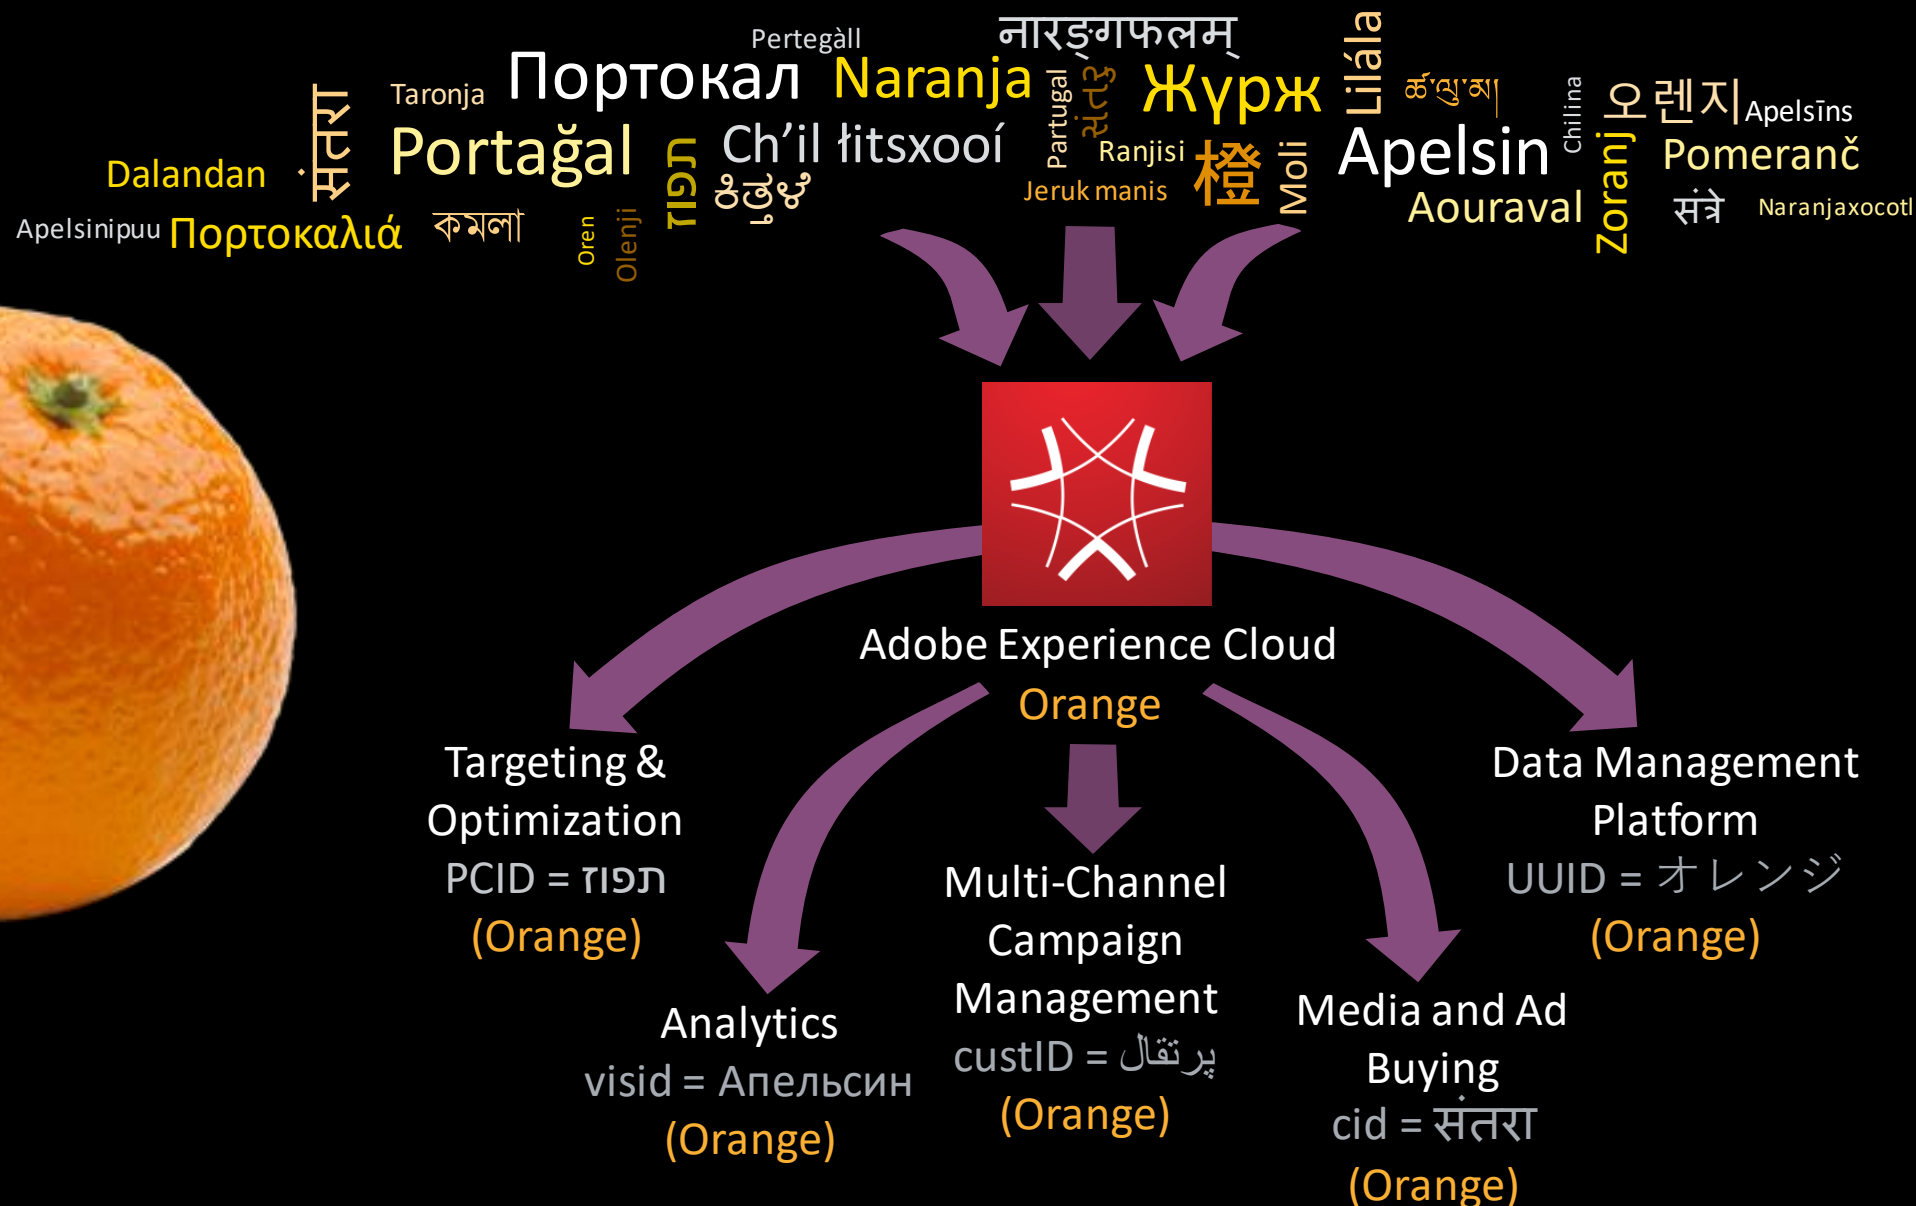 Pertegàll
नारङ्गफलम्
Lilála
Taronja
Портокал
Naranja
Partugal
સંતરુ
Жүрж
ཚ་ལུ་མ།
Chilina
오렌지
Apelsīns
संतरा
Portağal
תפוז
Ch’il łitsxooí
Ranjisi
橙
Moli
Apelsin
Zoranj
Pomeranč
Dalandan
ಕಿತ್ತಳೆ
Jeruk manis
Aouraval
संत्रे
Naranjaxocotl
Apelsinipuu
Πορτοκαλιά
কমলা
Oren
Olenji
Adobe Experience Cloud
Orange
Targeting &
Optimization
PCID = תפוז
(Orange)
Analytics
visid = Апельсин
(Orange)
Multi-Channel
Campaign
Management
custID = پرتقال
(Orange)
Media and Ad
Buying
cid = संतरा
(Orange)
Data Management
Platform
UUID = オレンジ
(Orange)